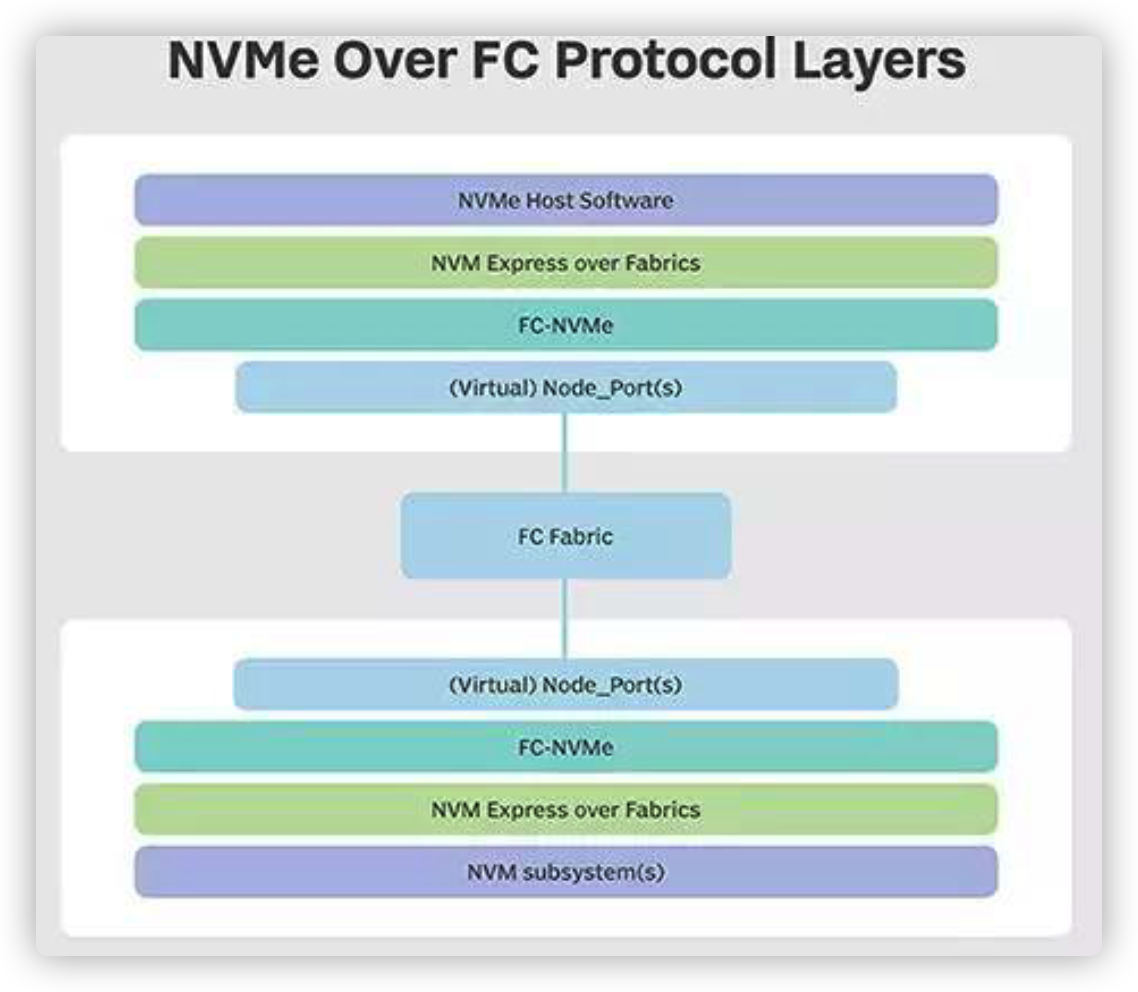 NVMe Over FC Protocol Layers
NVMe Host Software
NVM Express over Fabrics
FC-NVMe
(Virtual) Node_Port(s)
FC Fabric
(Virtual) Node_Port(s)
FC-NVMe
NVM Express over Fabrics
NVM subsystem(s)